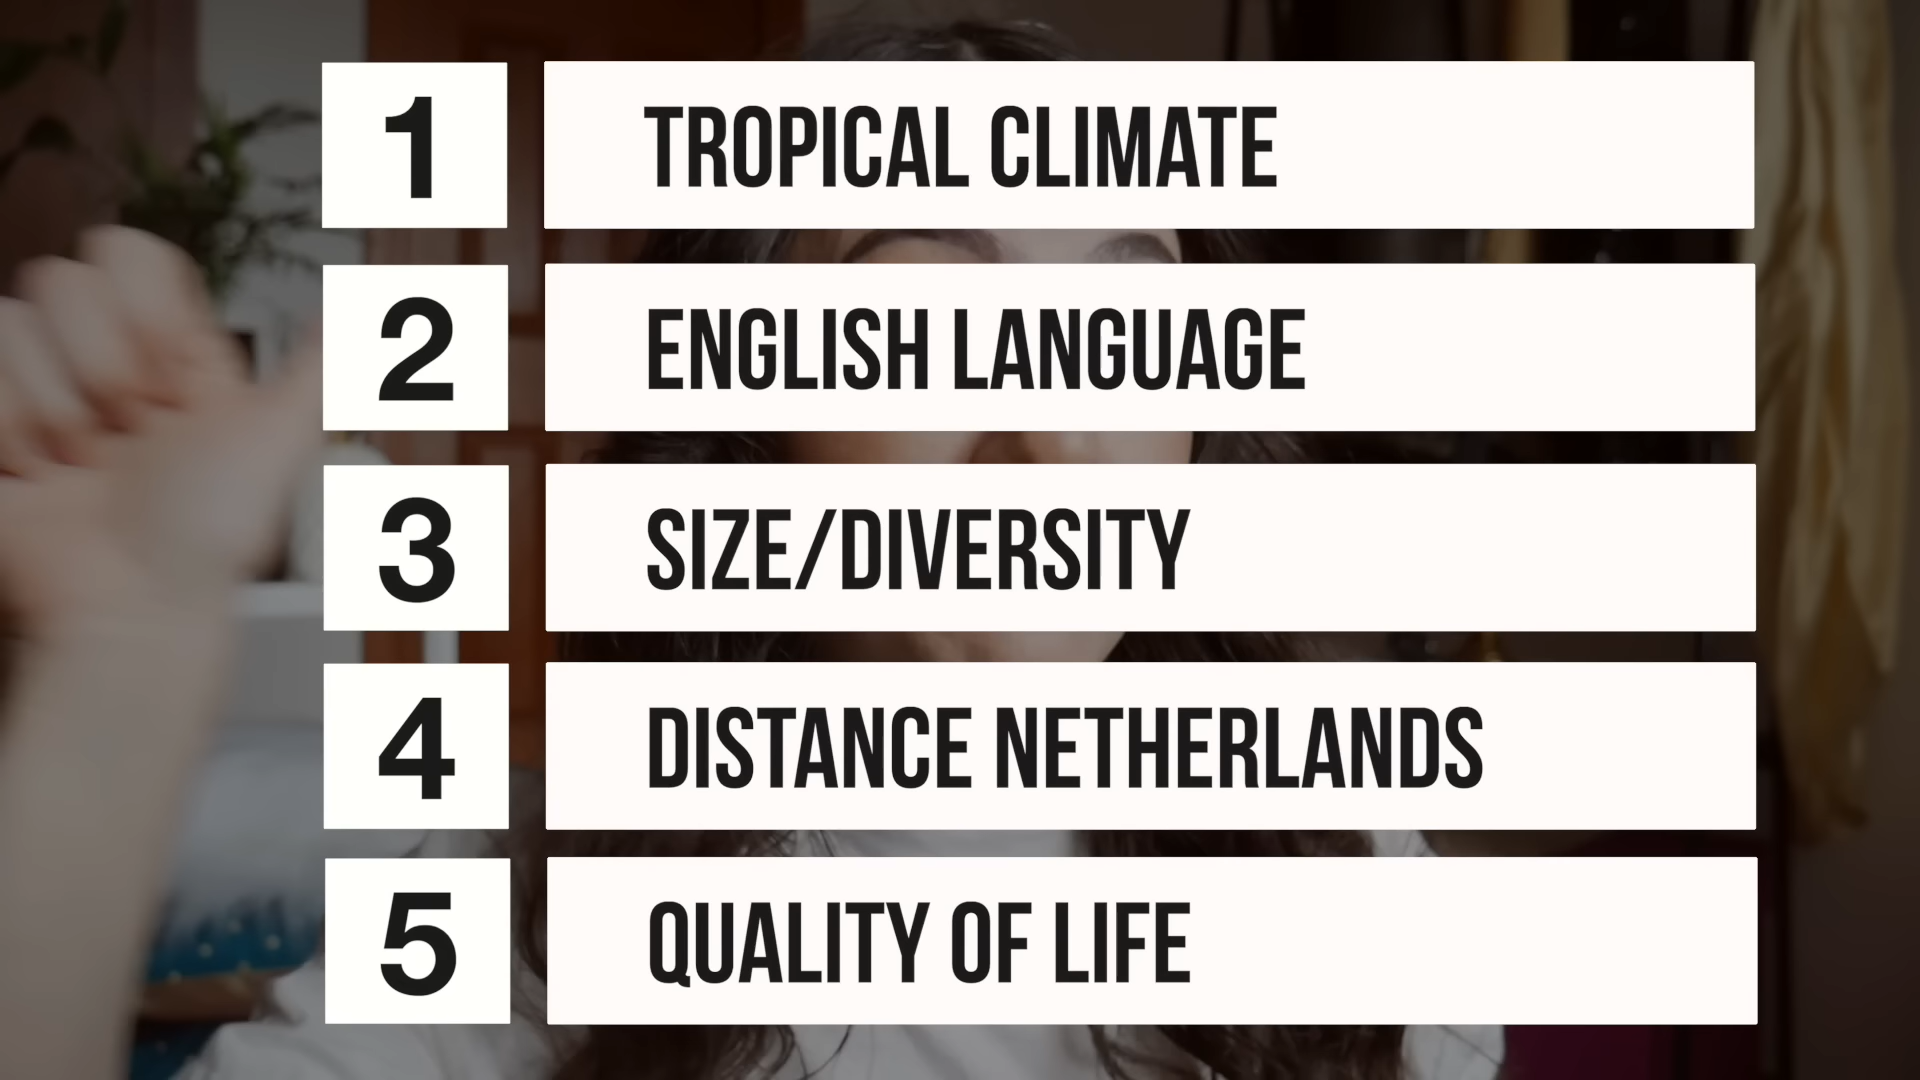 1 TROPICAL CLIMATE
2 ENGLISH LANGUAGE
3 SIZE/DIVERSITY
4 DISTANCE NETHERLANDS
5 QUALITY OF LIFE